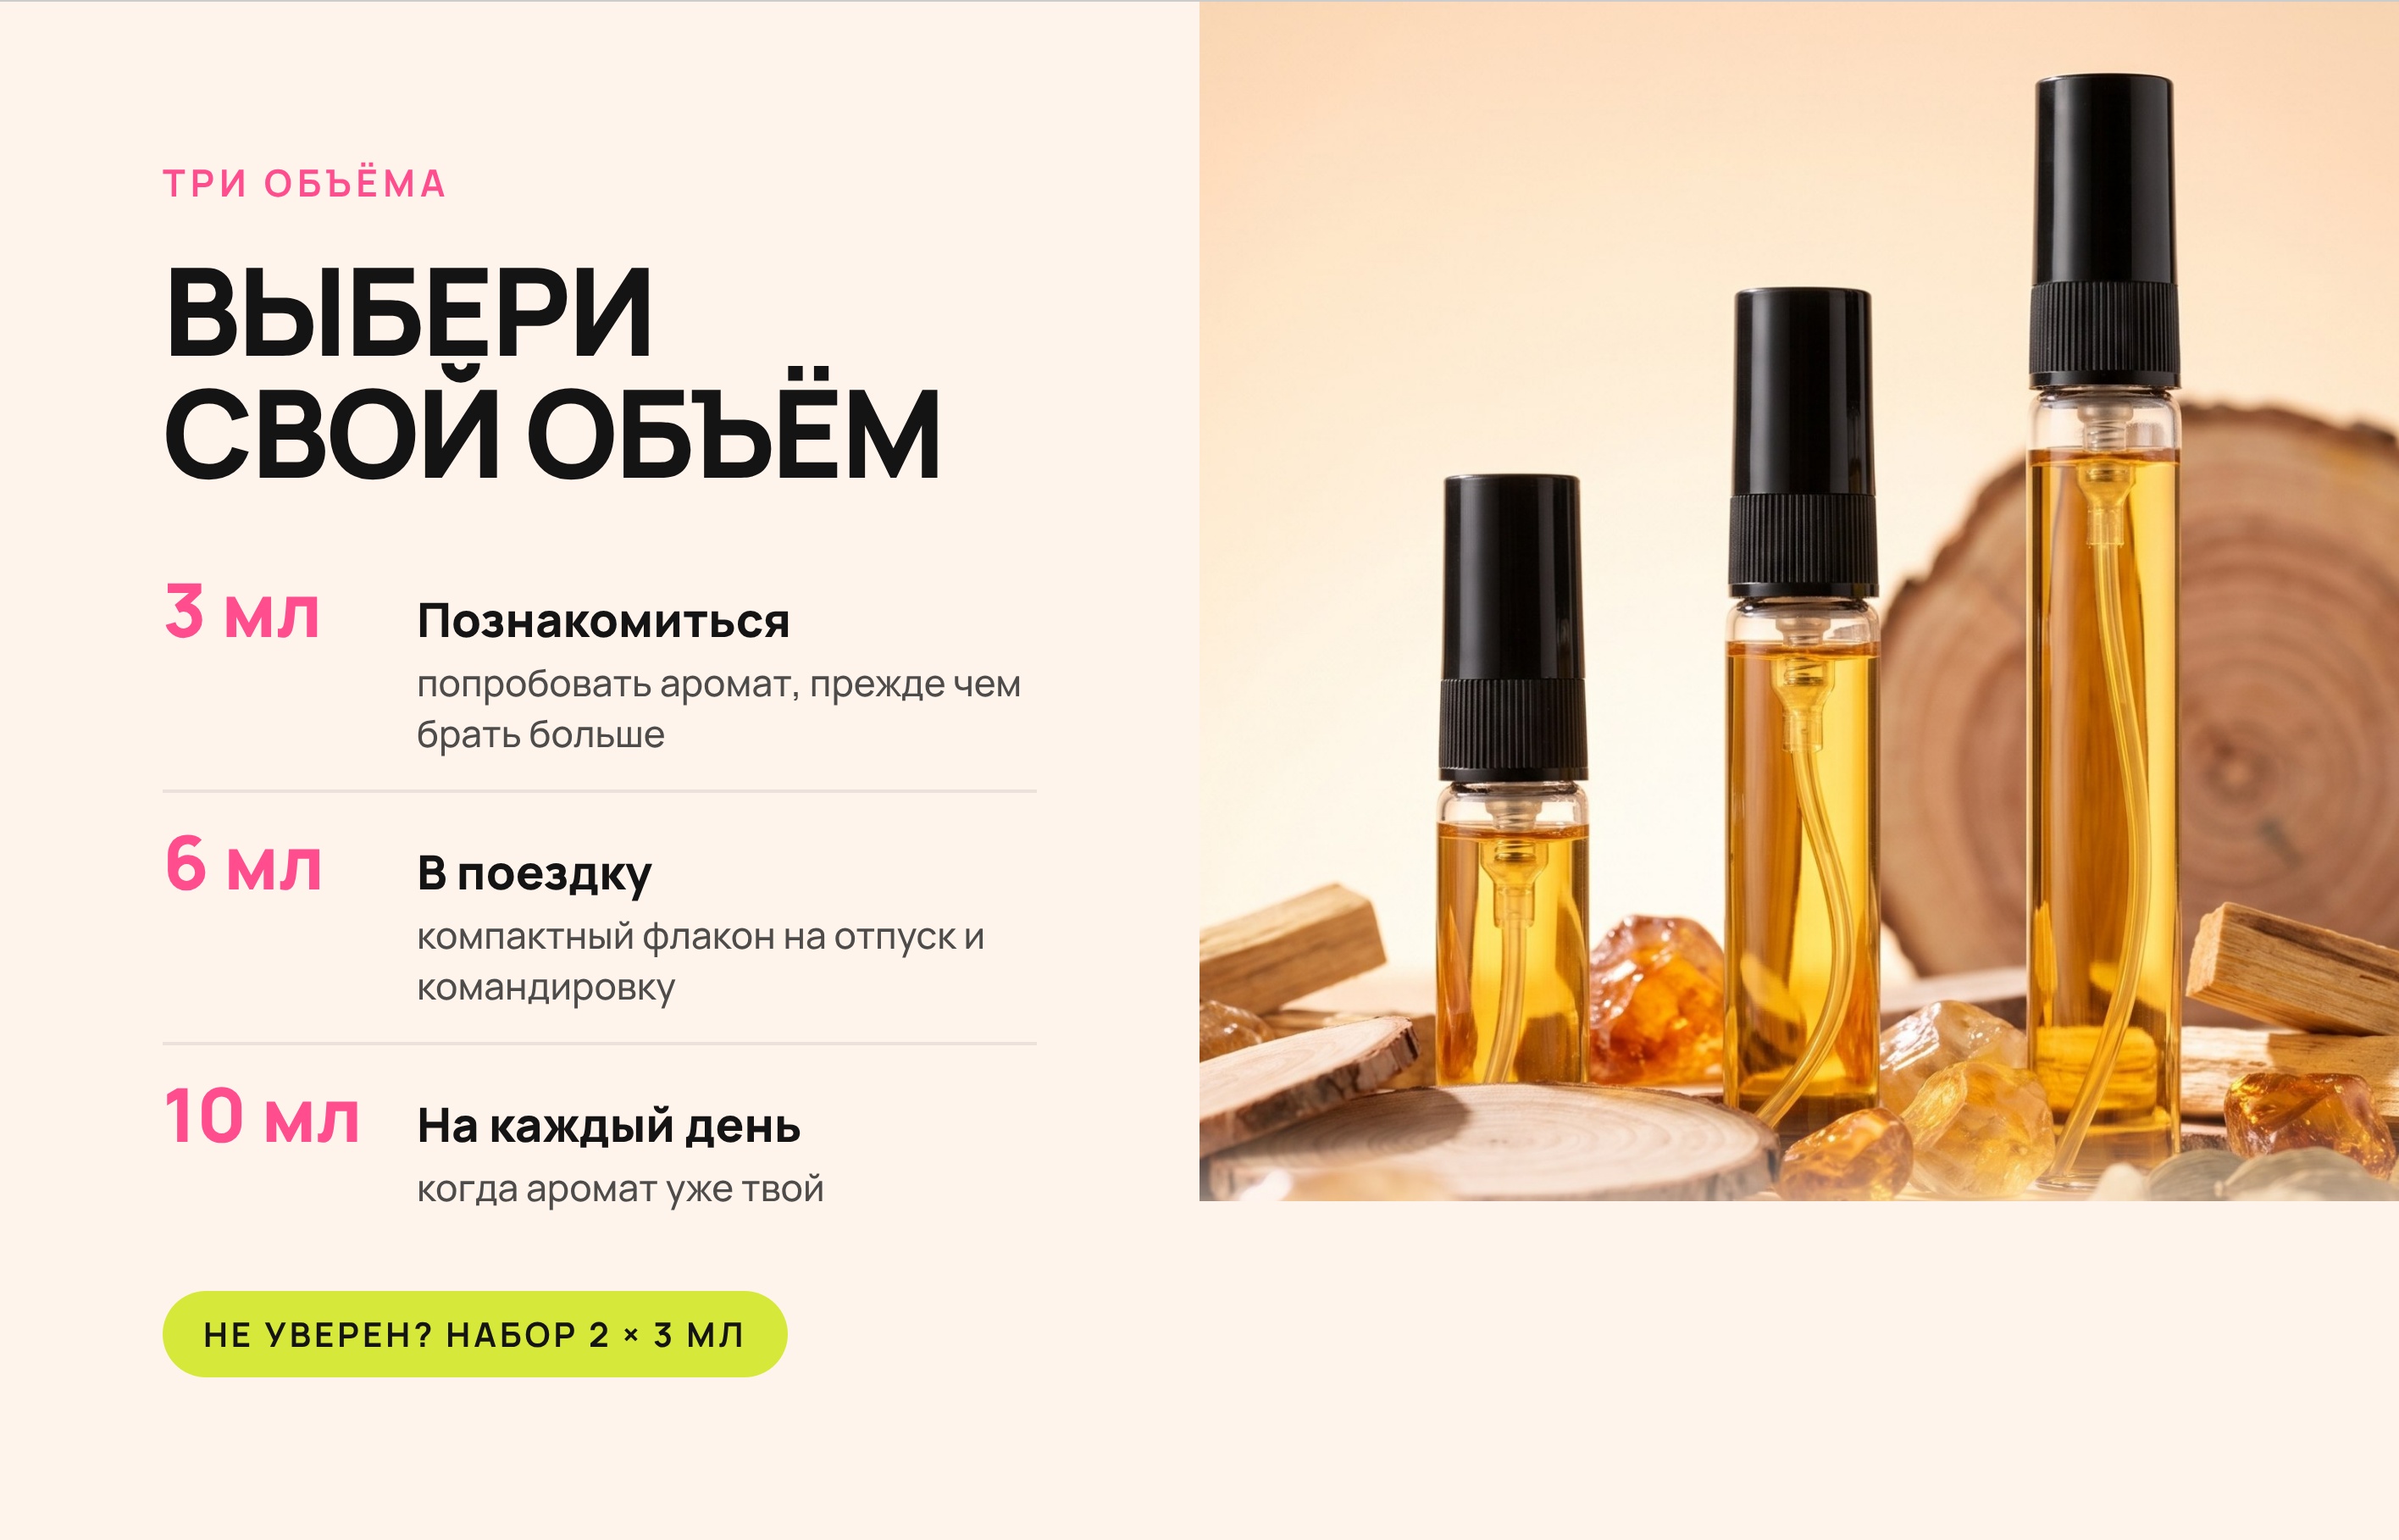 ТРИ ОБЪЁМА
ВЫБЕРИ
СВОЙ ОБЪЁМ
3 мл
Познакомиться
попробовать аромат, прежде чем
брать больше
6 мл
В поездку
компактный флакон на отпуск и
командировку
10 мл
На каждый день
когда аромат уже твой
НЕ УВЕРЕН? НАБОР 2 × 3 МЛ